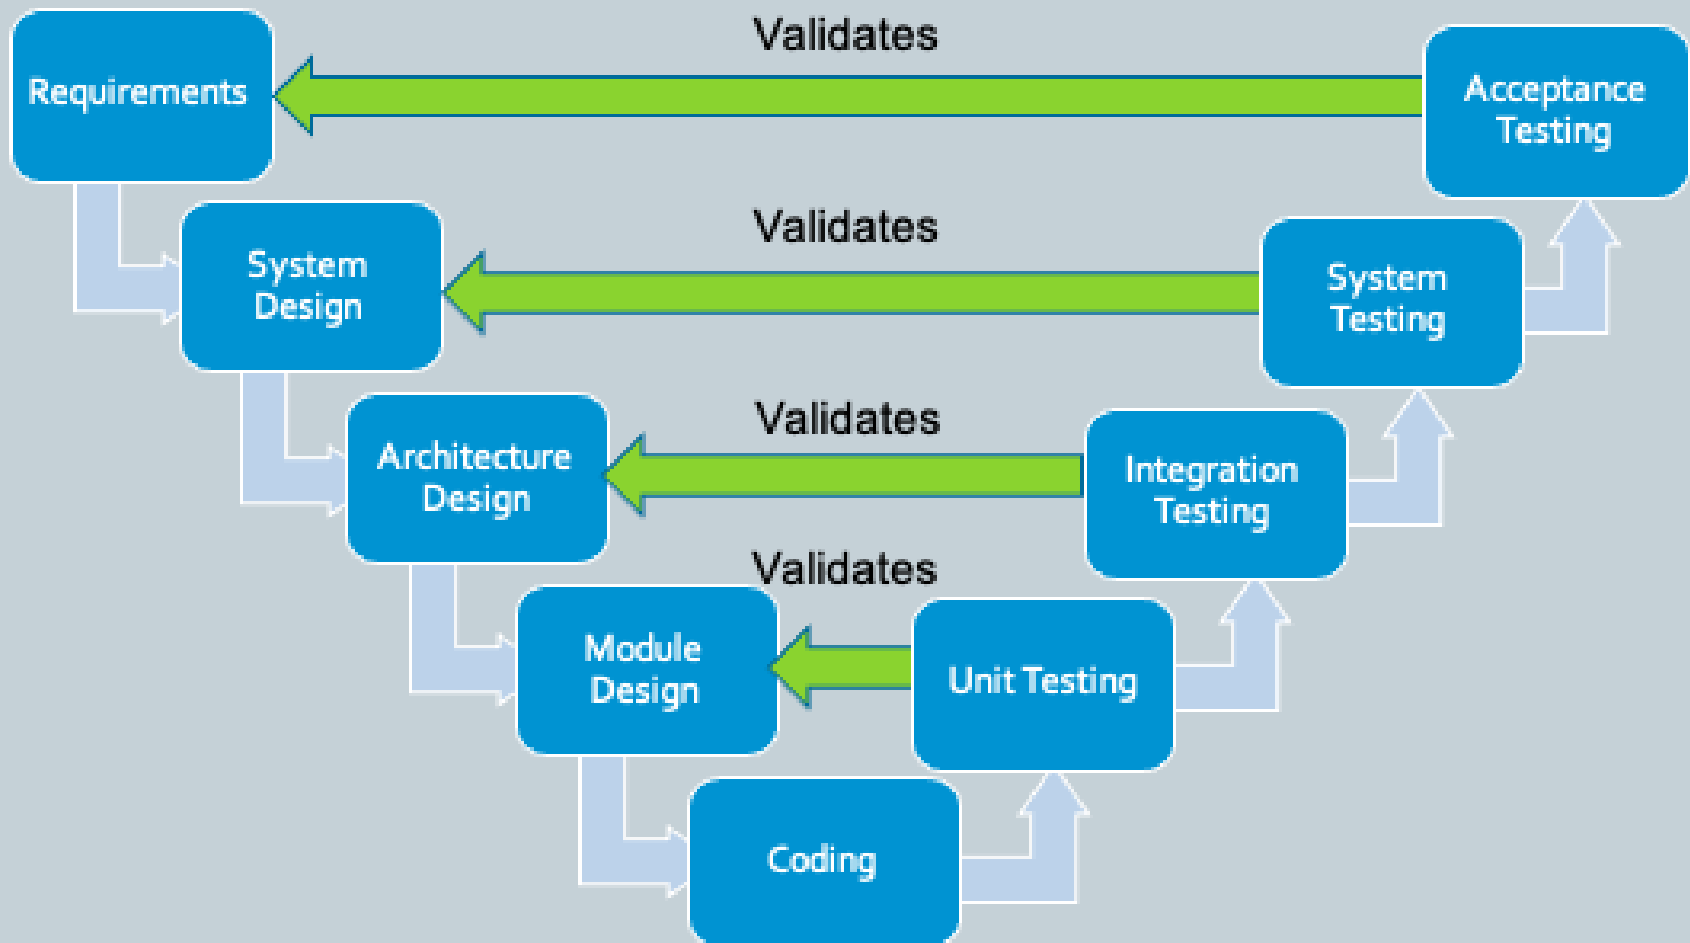 Validates
Requirements
Acceptance
Testing
Validates
System
Design
System
Testing
Validates
Architecture
Design
Integration
Testing
Validates
Module
Design
Unit Testing
Coding